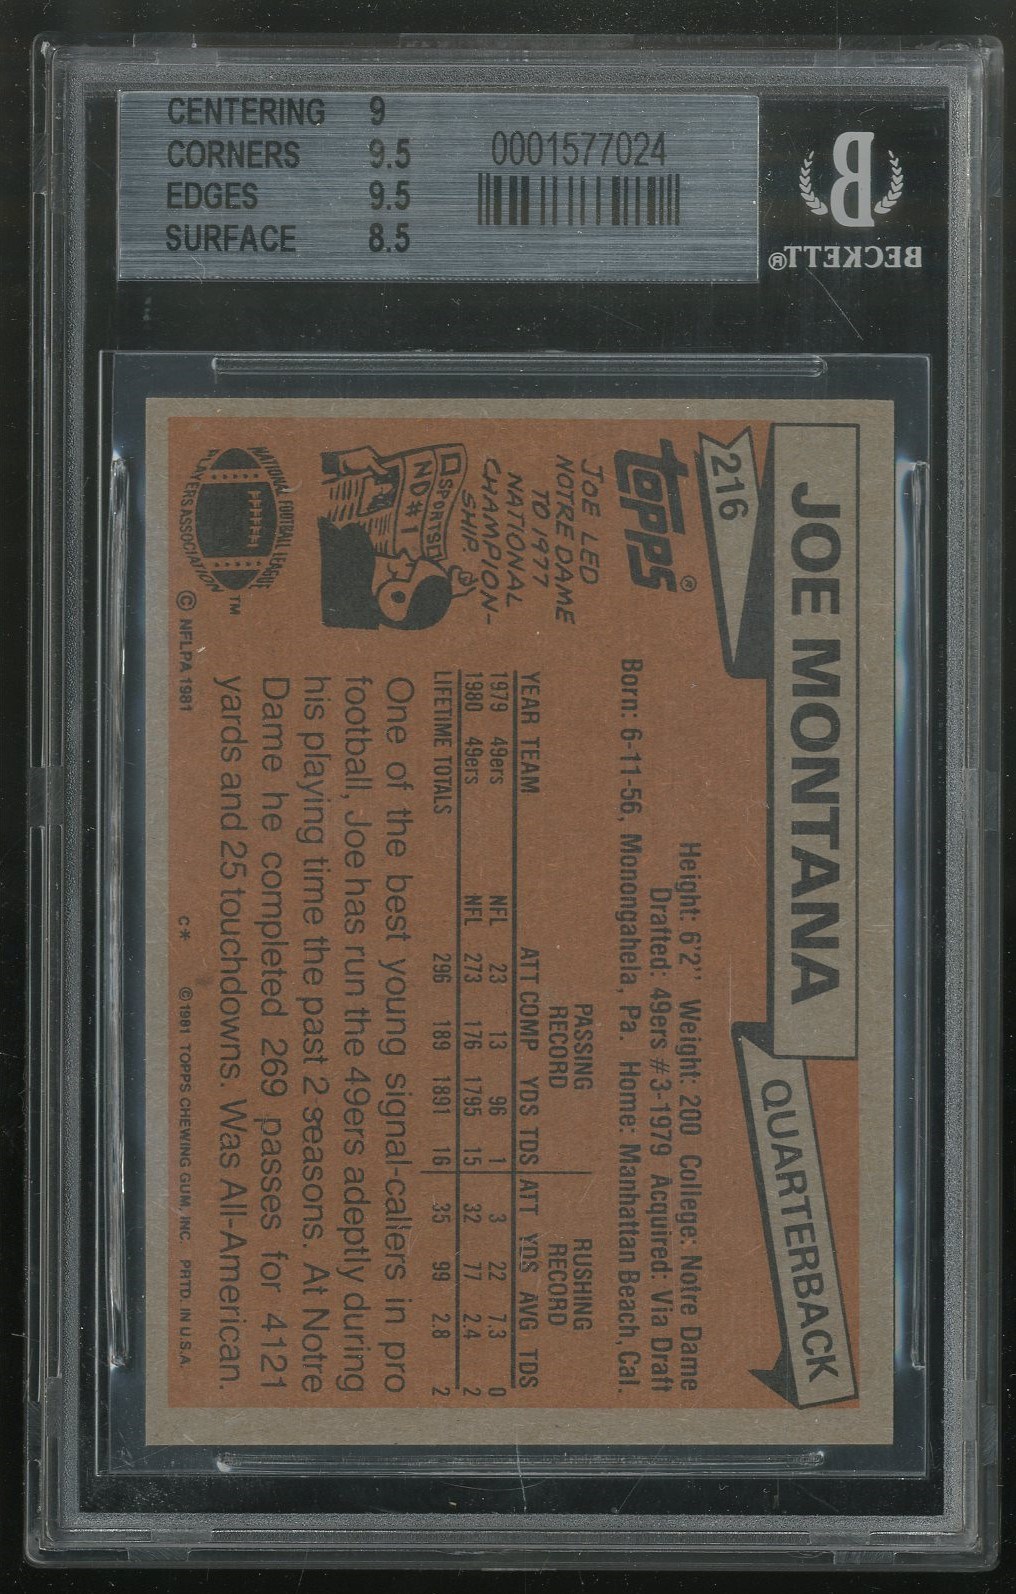 CENTERING 9
CORNERS 9.5
EDGES 9.5
SURFACE 8.5
0001577024
B
BECKETT®
216
JOE MONTANA
QUARTERBACK
topps®
Height: 6'2" Weight: 200 College: Notre Dame
Drafted: 49ers #3-1979 Acquired: Via Draft
Born: 6-11-56, Monongahela, Pa. Home: Manhattan Beach, Cal.
JOE LED
NOTRE DAME
TO 1977
NATIONAL
CHAMPION-
SHIP.
SPORTS
ND #1
PASSING RUSHING
RECORD RECORD
YEAR TEAM ATT COMP YDS TDS ATT YDS AVG TDS
1979 49ers NFL 23 13 96 1 3 22 7.3 0
1980 49ers NFL 273 176 1795 15 32 77 2.4 2
LIFETIME TOTALS 296 189 1891 16 35 99 2.8 2
One of the best young signal-callers in pro
football, Joe has run the 49ers adeptly during
his playing time the past 2 seasons. At Notre
Dame he completed 269 passes for 4121
yards and 25 touchdowns. Was All-American.
NATIONAL FOOTBALL LEAGUE
PLAYERS ASSOCIATION
™
© NFLPA 1981
C*
©1981 TOPPS CHEWING GUM, INC. PRTD. IN U.S.A.